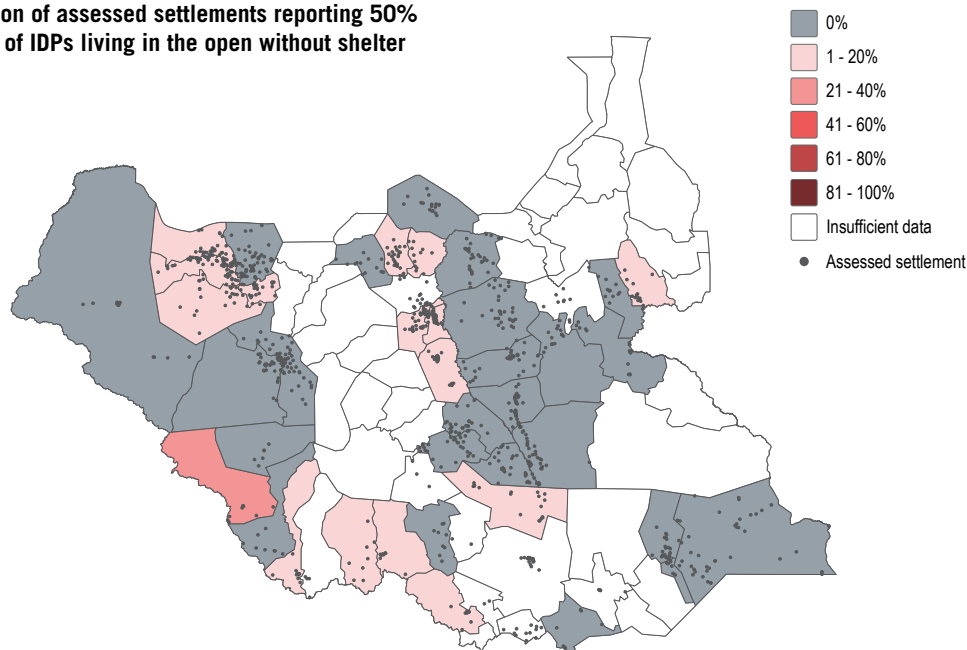 on of assessed settlements reporting 50%
of IDPs living in the open without shelter
0%
1 - 20%
21 - 40%
41 - 60%
61 - 80%
81 - 100%
Insufficient data
Assessed settlement